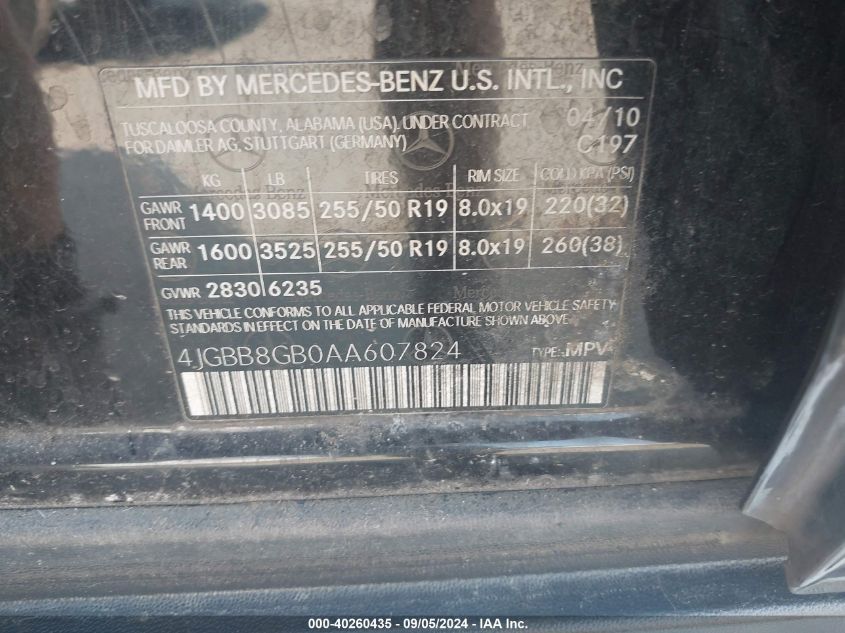 MFD BY MERCEDES-BENZ U.S. INTL., INC
TUSCALOOSA COUNTY, ALABAMA (USA). UNDER CONTRACT 04/10
FOR DAIMLER AG, STUTTGART (GERMANY) C197
KG LB TIRES RIM SIZE COLD KPA (PSI)
GAWR FRONT 1400 3085 255/50 R19 8.0x19 220(32)
GAWR REAR 1600 3525 255/50 R19 8.0x19 260(38)
GVWR 2830 6235
THIS VEHICLE CONFORMS TO ALL APPLICABLE FEDERAL MOTOR VEHICLE SAFETY
STANDARDS IN EFFECT ON THE DATE OF MANUFACTURE SHOWN ABOVE.
4JGBB8GB0AA607824 TYPE: MPV
000-40260435 - 09/05/2024 - IAA Inc.